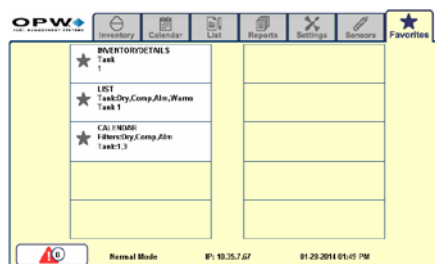 OPW
FUEL MANAGEMENT SYSTEMS
Inventory Calendar List Reports Settings Sensors Favorites
INVENTORYDETAILS
Tank
1
LIST
Tank:Dry,Comp,Alm,Warns
Tank 1
CALENDAR
Filters:Dry,Comp,Alm
Tank:1,3
0 Normal Mode IP: 10.35.7.67 01-29-2014 01:45 PM